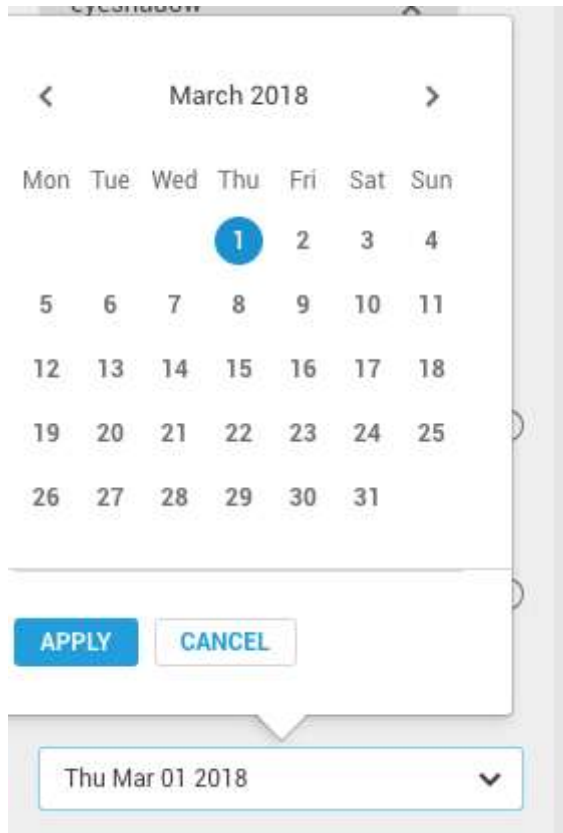 eyeshadow
March 2018
Mon Tue Wed Thu Fri Sat Sun
1 2 3 4
5 6 7 8 9 10 11
12 13 14 15 16 17 18
19 20 21 22 23 24 25
26 27 28 29 30 31
APPLY CANCEL
Thu Mar 01 2018